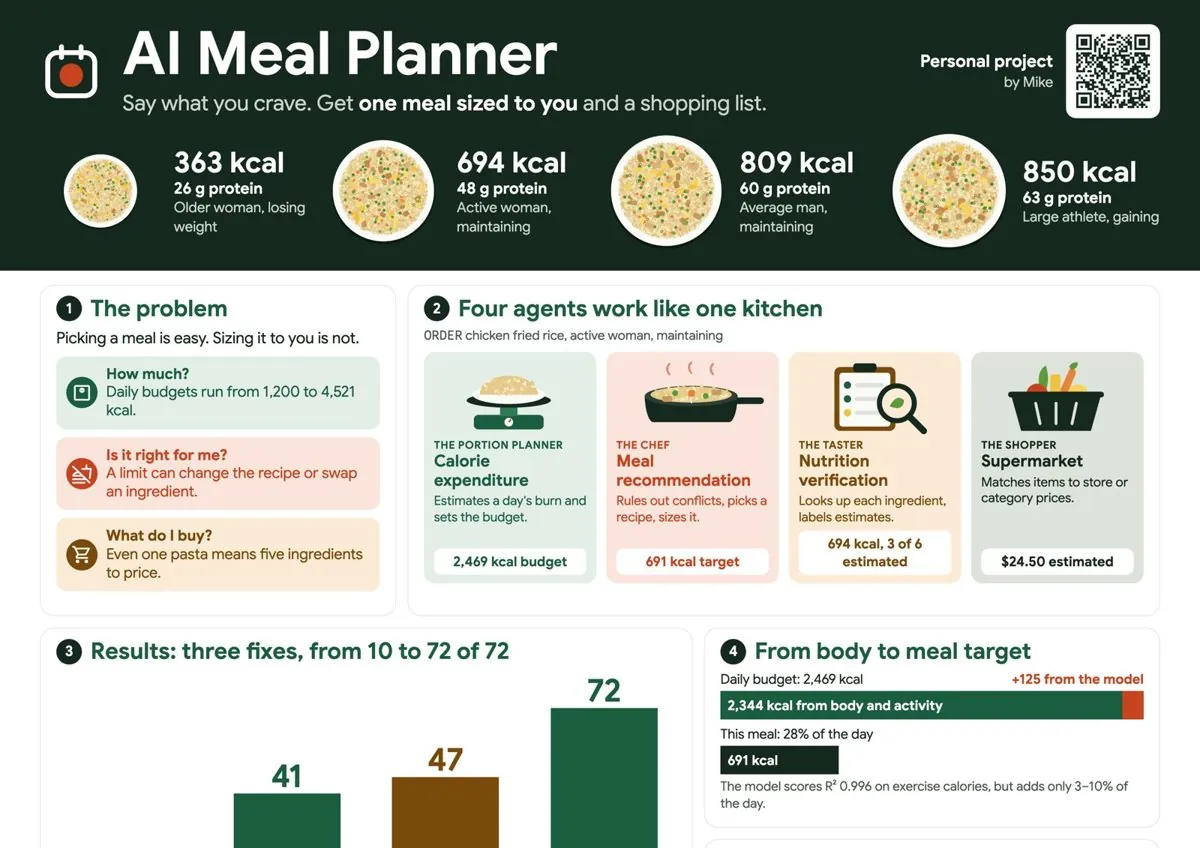 AI Meal Planner
Say what you crave. Get one meal sized to you and a shopping list.
Personal project
by Mike
363 kcal
26 g protein
Older woman, losing
weight
694 kcal
48 g protein
Active woman,
maintaining
809 kcal
60 g protein
Average man,
maintaining
850 kcal
63 g protein
Large athlete, gaining
1 The problem
Picking a meal is easy. Sizing it to you is not.
How much?
Daily budgets run from 1,200 to 4,521
kcal.
Is it right for me?
A limit can change the recipe or swap
an ingredient.
What do I buy?
Even one pasta means five ingredients
to price.
2 Four agents work like one kitchen
ORDER chicken fried rice, active woman, maintaining
THE PORTION PLANNER
Calorie
expenditure
Estimates a day's burn and
sets the budget.
2,469 kcal budget
THE CHEF
Meal
recommendation
Rules out conflicts, picks a
recipe, sizes it.
691 kcal target
THE TASTER
Nutrition
verification
Looks up each ingredient,
labels estimates.
694 kcal, 3 of 6
estimated
THE SHOPPER
Supermarket
Matches items to store or
category prices.
$24.50 estimated
3 Results: three fixes, from 10 to 72 of 72
41
47
72
4 From body to meal target
Daily budget: 2,469 kcal
+125 from the model
2,344 kcal from body and activity
This meal: 28% of the day
691 kcal
The model scores R² 0.996 on exercise calories, but adds only 3–10% of
the day.